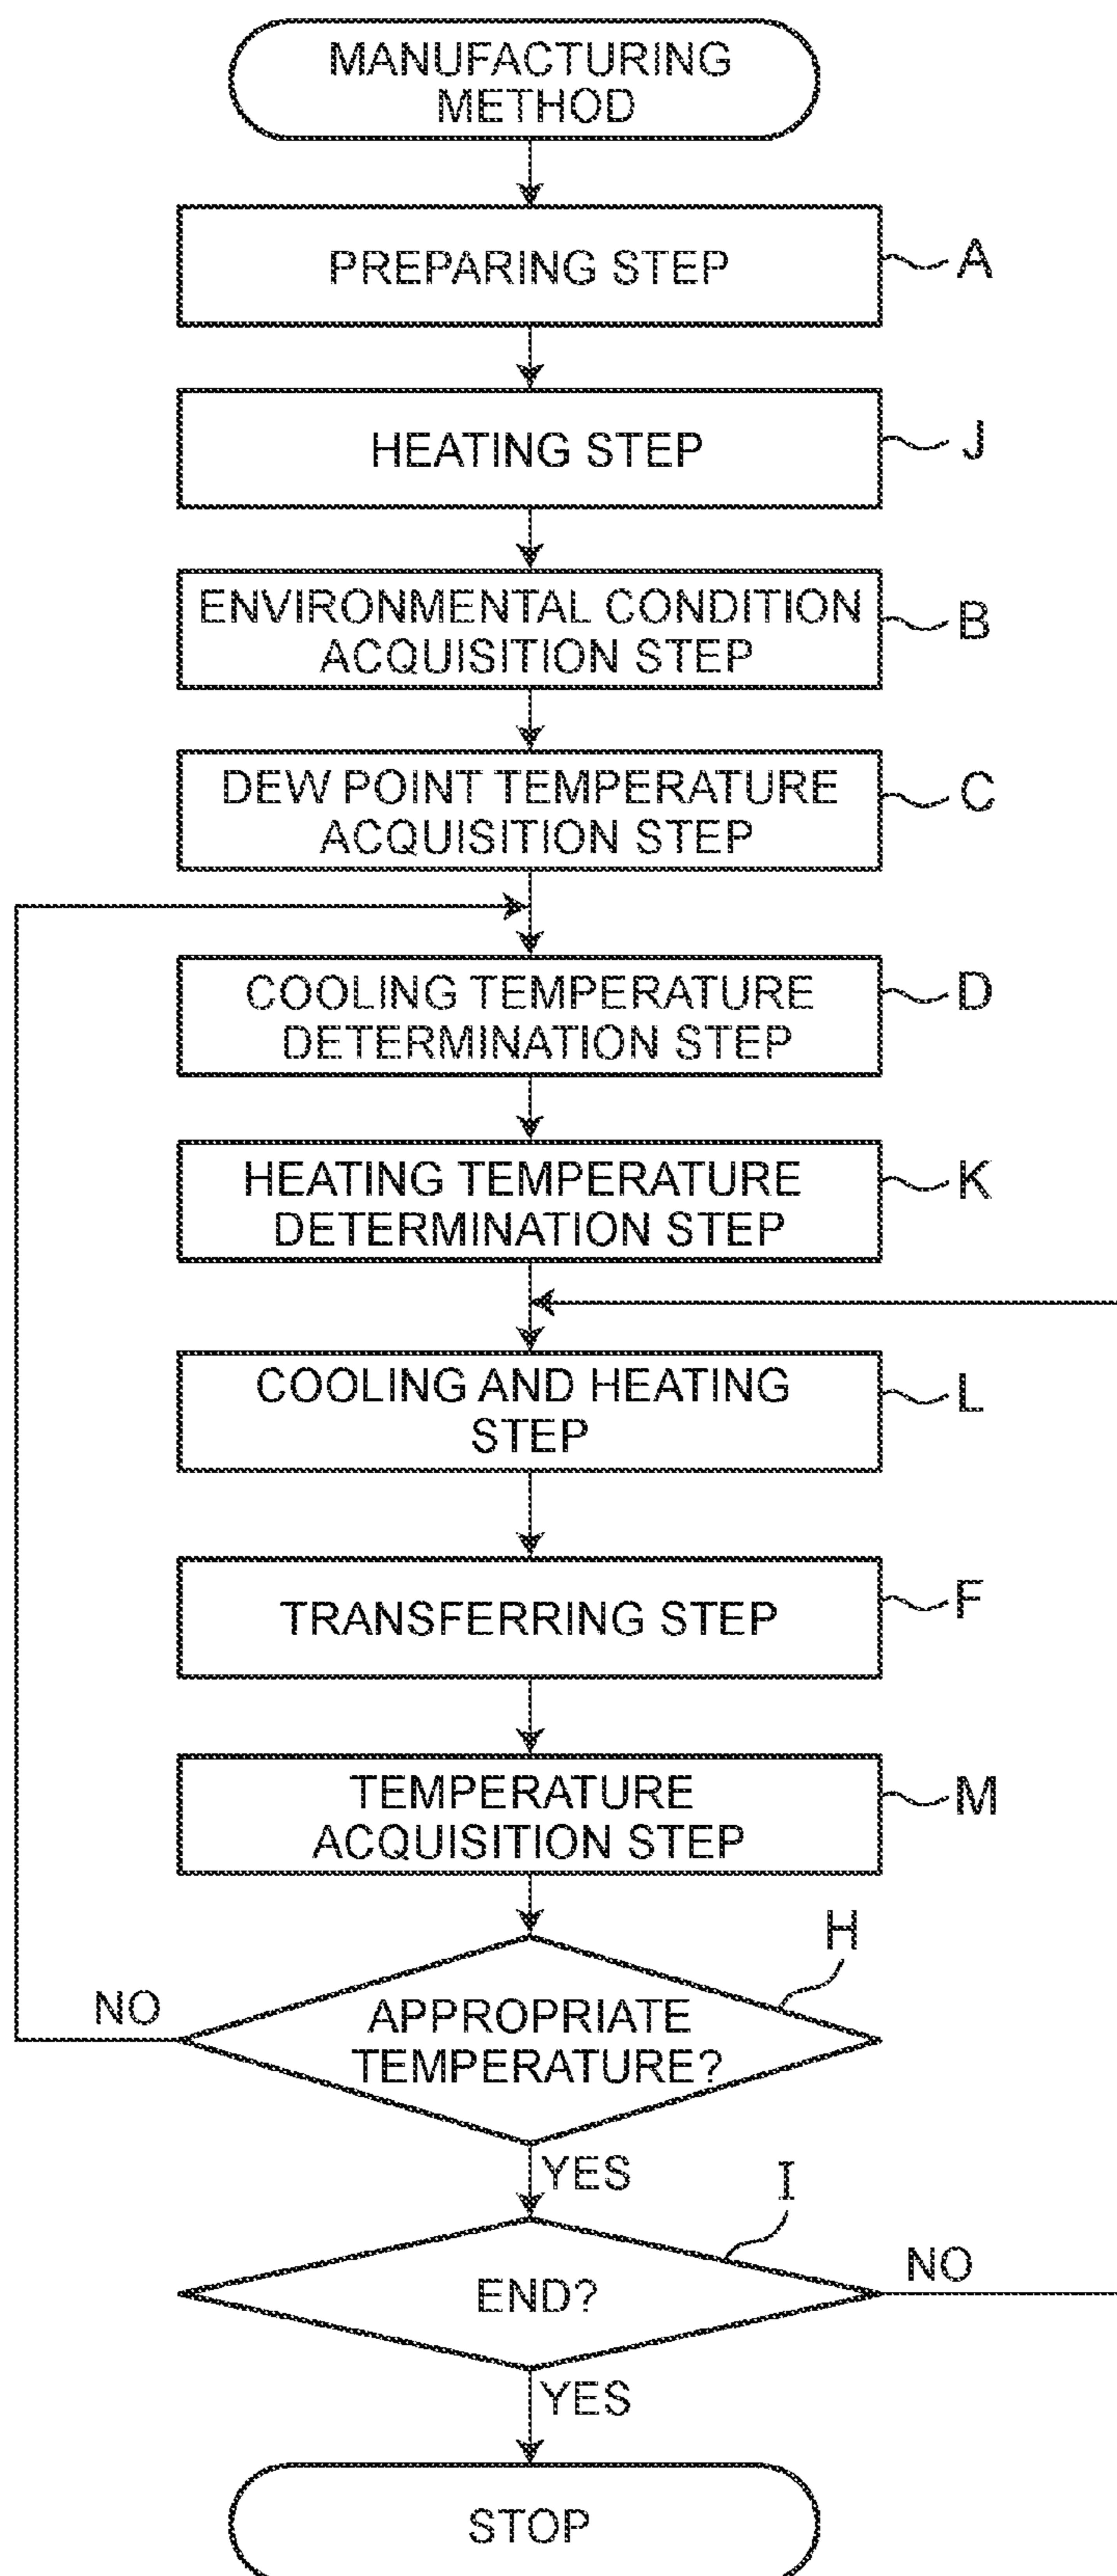 MANUFACTURING
METHOD
PREPARING STEP
A
HEATING STEP
J
ENVIRONMENTAL CONDITION
ACQUISITION STEP
B
DEW POINT TEMPERATURE
ACQUISITION STEP
C
COOLING TEMPERATURE
DETERMINATION STEP
D
HEATING TEMPERATURE
DETERMINATION STEP
K
COOLING AND HEATING
STEP
L
TRANSFERRING STEP
F
TEMPERATURE
ACQUISITION STEP
M
H
APPROPRIATE
TEMPERATURE?
NO
YES
I
END?
NO
YES
STOP